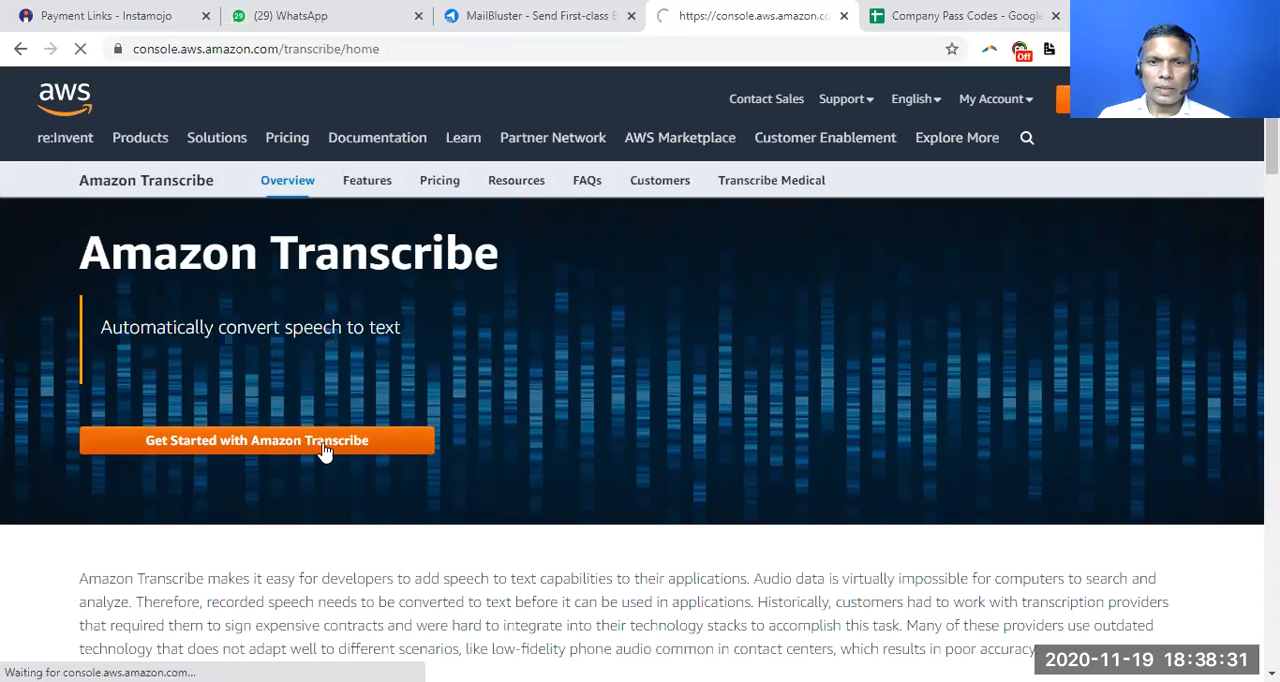 Payment Links - Instamojo
(29) WhatsApp
MailBluster - Send First-class E
https://console.aws.amazon.co
Company Pass Codes - Google
console.aws.amazon.com/transcribe/home
Off
aws
Contact Sales Support English My Account
re:Invent Products Solutions Pricing Documentation Learn Partner Network AWS Marketplace Customer Enablement Explore More
Amazon Transcribe Overview Features Pricing Resources FAQs Customers Transcribe Medical
Amazon Transcribe
Automatically convert speech to text
Get Started with Amazon Transcribe
Amazon Transcribe makes it easy for developers to add speech to text capabilities to their applications. Audio data is virtually impossible for computers to search and
analyze. Therefore, recorded speech needs to be converted to text before it can be used in applications. Historically, customers had to work with transcription providers
that required them to sign expensive contracts and were hard to integrate into their technology stacks to accomplish this task. Many of these providers use outdated
technology that does not adapt well to different scenarios, like low-fidelity phone audio common in contact centers, which results in poor accuracy.
Waiting for console.aws.amazon.com...
2020-11-19 18:38:31